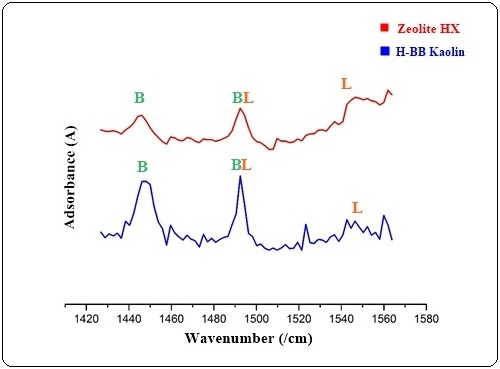 Zeolite HX
H-BB Kaolin
L
B
BL
BL
B
L
Adsorbance (A)
1420 1440 1460 1480 1500 1520 1540 1560 1580
Wavenumber (/cm)